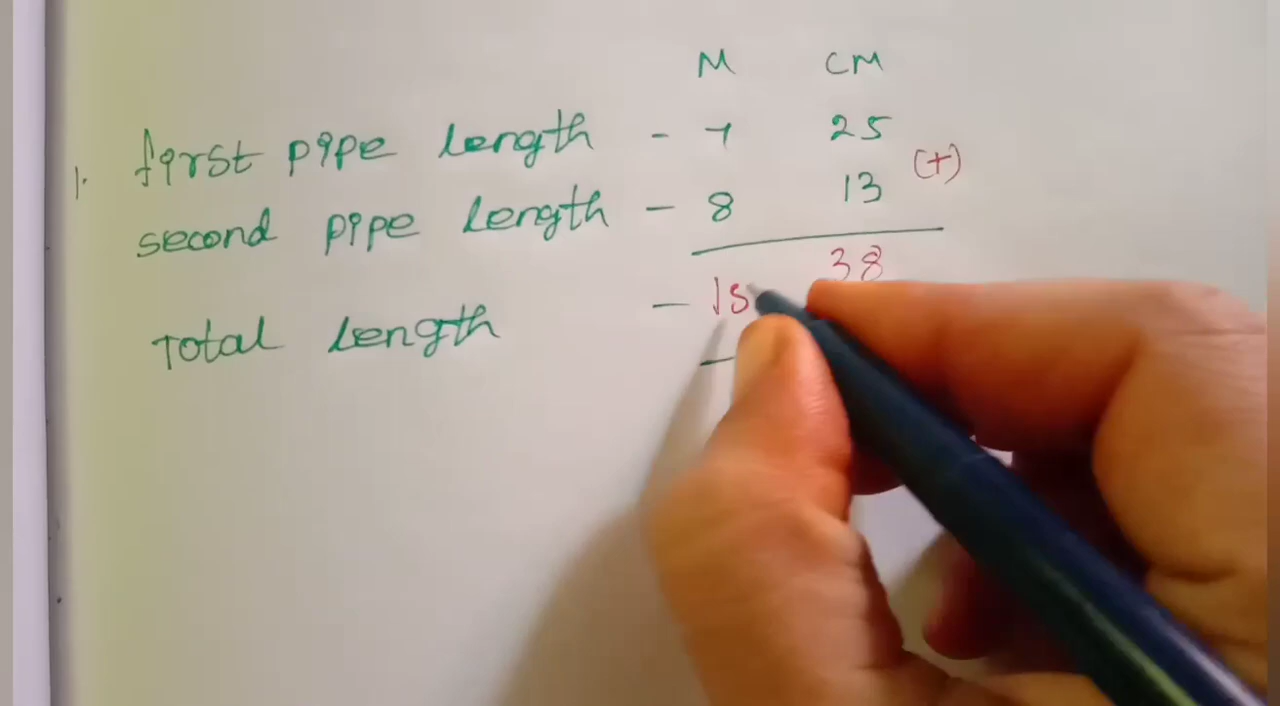 M CM
1. first pipe length - 7 25
second pipe length - 8 13 (+)
38
Total length - 15